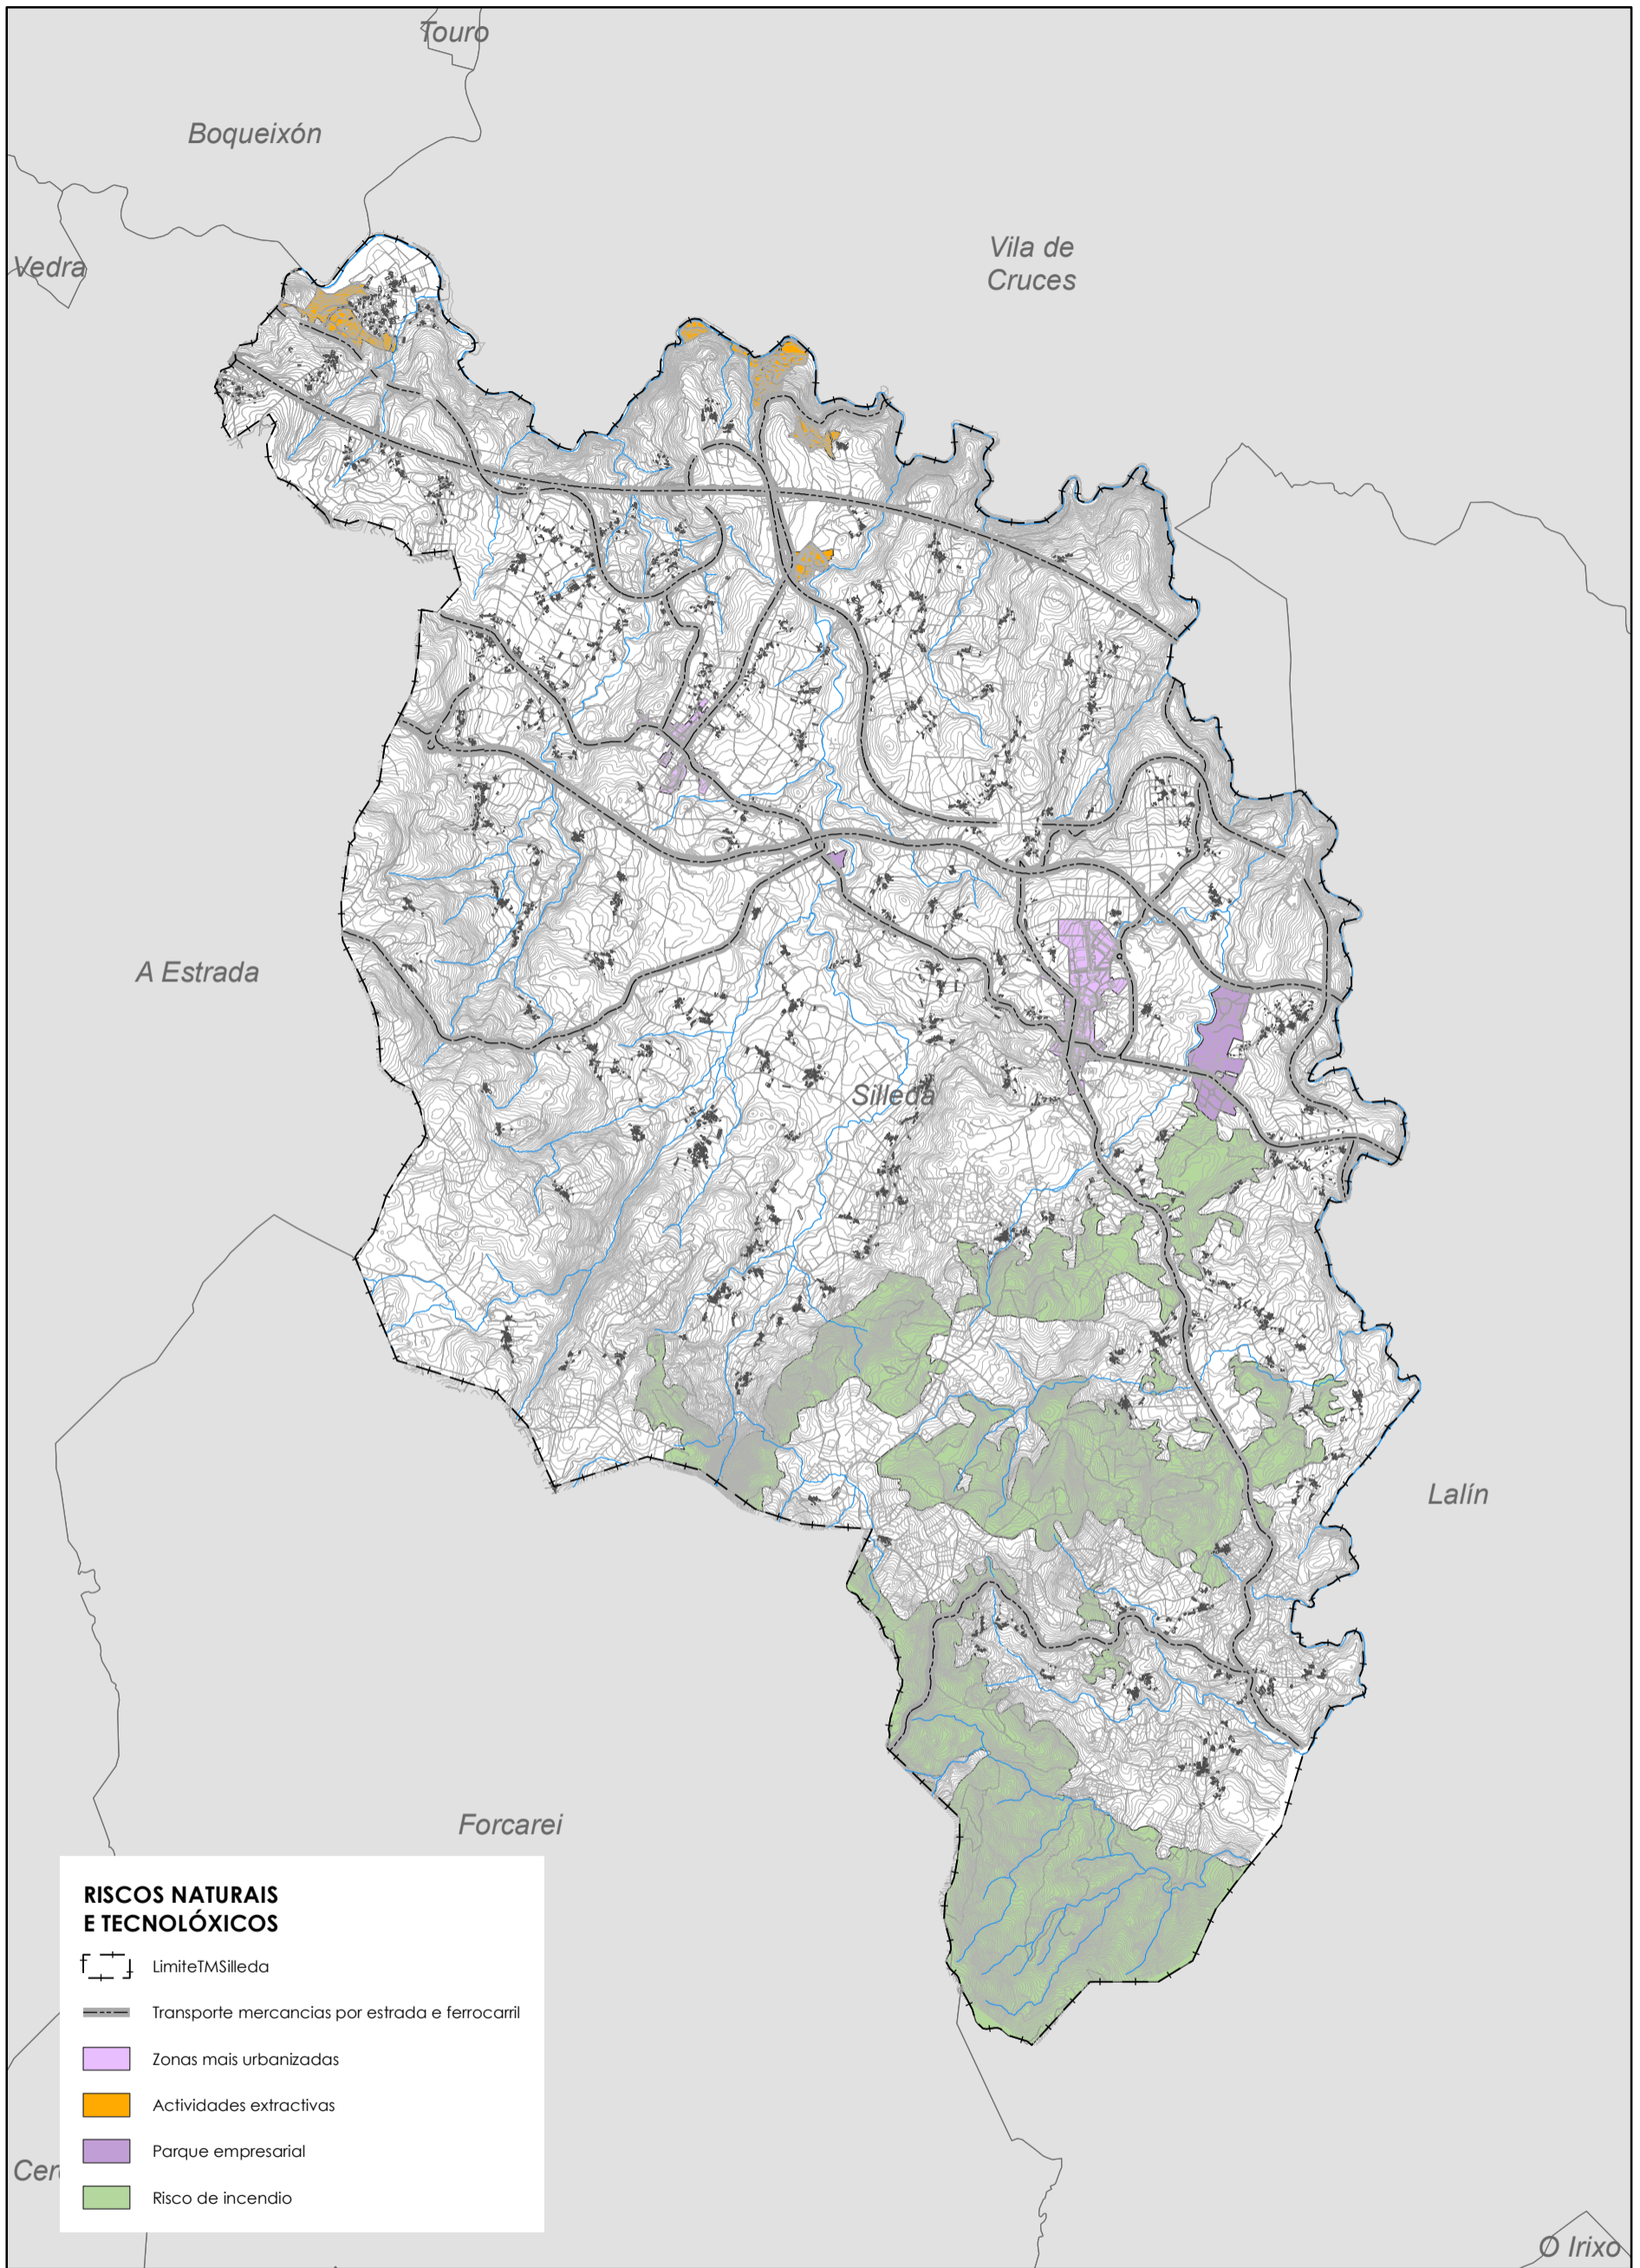 Touro
Boqueixón
Vedra
Vila de
Cruces
A Estrada
Silleda
Lalín
Forcarei
RISCOS NATURAIS
E TECNOLÓXICOS
LimiteTMSilleda
Transporte mercancias por estrada e ferrocarril
Zonas mais urbanizadas
Actividades extractivas
Parque empresarial
Risco de incendio
O Irixo